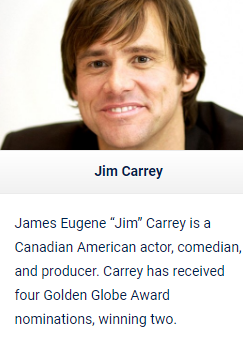 Jim Carrey
James Eugene “Jim” Carrey is a
Canadian American actor, comedian,
and producer. Carrey has received
four Golden Globe Award
nominations, winning two.